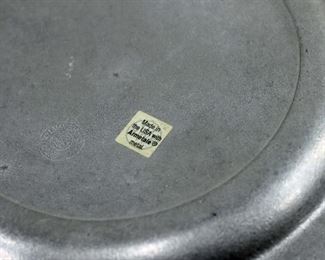 Made in
the USA with
Armetale ®
metal.